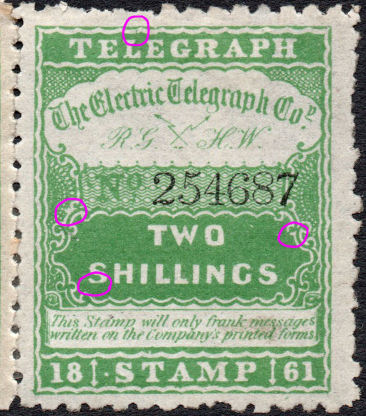 TELEGRAPH
The Electric Telegraph Coy.
R.G. H.W.
No. 254687
TWO
SHILLINGS
This Stamp will only frank messages
written on the Company's printed forms.
18 STAMP 61